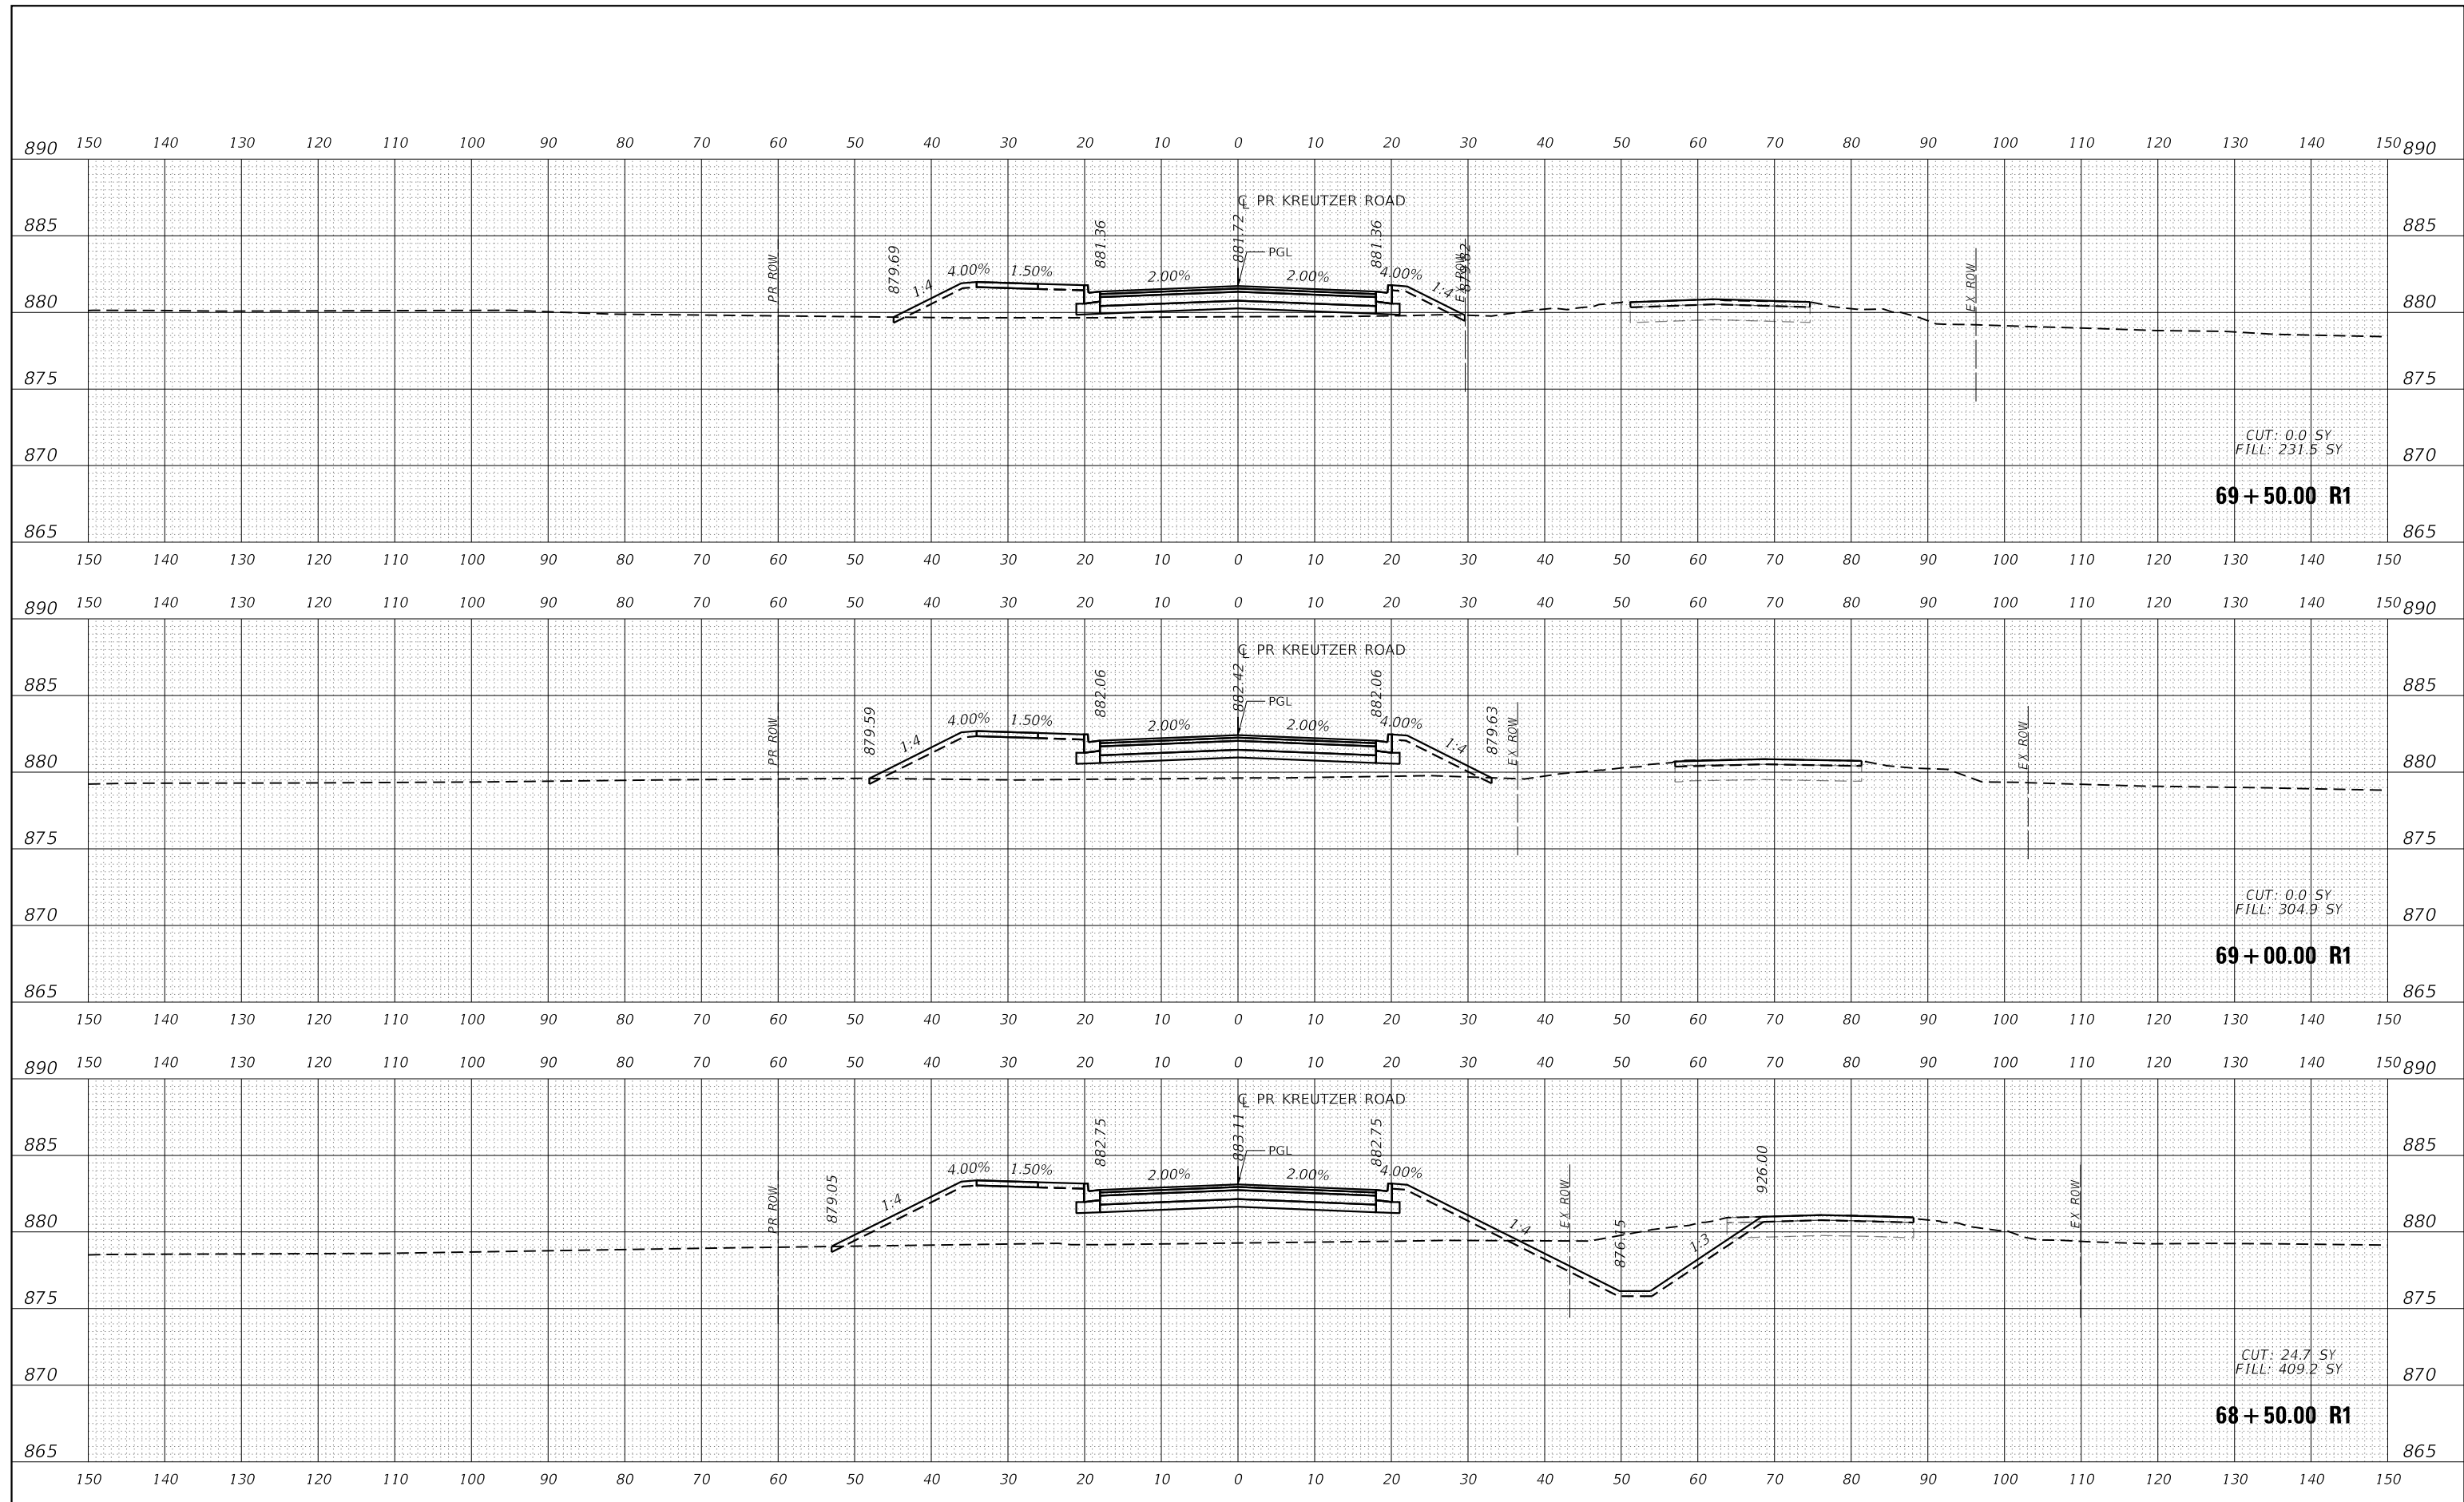 150 140 130 120 110 100 90 80 70 60 50 40 30 20 10 0 10 20 30 40 50 60 70 80 90 100 110 120 130 140 150
890 890
℄ PR KREUTZER ROAD
885 885
PR ROW
879.69
1:4
4.00%
1.50%
881.36
2.00%
881.72
PGL
2.00%
881.36
4.00%
1:4
EX ROW
879.82
EX ROW
880 880
875 875
CUT: 0.0 SY
FILL: 231.5 SY
870 870
69+50.00 R1
865 865
150 140 130 120 110 100 90 80 70 60 50 40 30 20 10 0 10 20 30 40 50 60 70 80 90 100 110 120 130 140 150
150 140 130 120 110 100 90 80 70 60 50 40 30 20 10 0 10 20 30 40 50 60 70 80 90 100 110 120 130 140 150
890 890
℄ PR KREUTZER ROAD
885 885
PR ROW
879.59
1:4
4.00%
1.50%
882.06
2.00%
882.42
PGL
2.00%
882.06
4.00%
1:4
879.63
EX ROW
EX ROW
880 880
875 875
CUT: 0.0 SY
FILL: 304.9 SY
870 870
69+00.00 R1
865 865
150 140 130 120 110 100 90 80 70 60 50 40 30 20 10 0 10 20 30 40 50 60 70 80 90 100 110 120 130 140 150
150 140 130 120 110 100 90 80 70 60 50 40 30 20 10 0 10 20 30 40 50 60 70 80 90 100 110 120 130 140 150
890 890
℄ PR KREUTZER ROAD
885 885
PR ROW
879.05
1:4
4.00%
1.50%
882.75
2.00%
883.11
PGL
2.00%
882.75
4.00%
1:4
EX ROW
876.15
1:3
926.00
EX ROW
880 880
875 875
CUT: 24.7 SY
FILL: 409.2 SY
870 870
68+50.00 R1
865 865
150 140 130 120 110 100 90 80 70 60 50 40 30 20 10 0 10 20 30 40 50 60 70 80 90 100 110 120 130 140 150